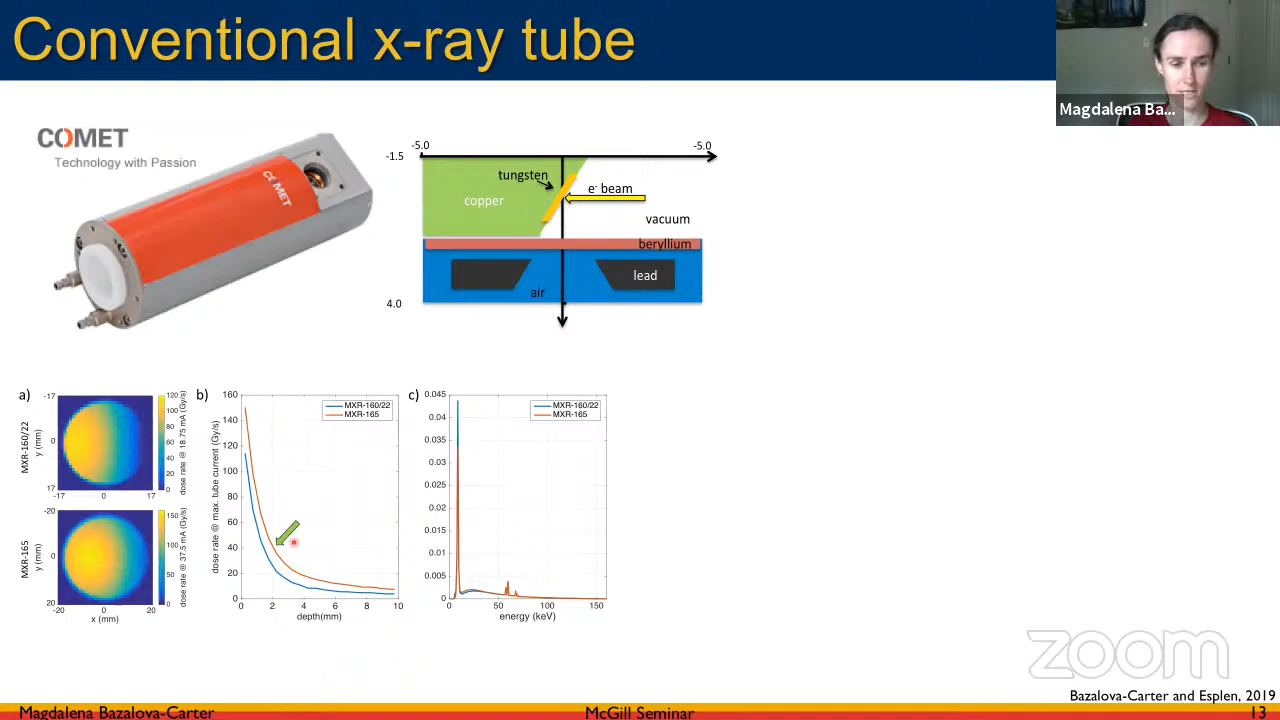 Conventional x-ray tube
Magdalena Ba...
COMET
Technology with Passion
COMET
-5.0
-5.0
-1.5
tungsten
e- beam
copper
vacuum
beryllium
lead
air
4.0
a)
MXR-160/22
y (mm)
-17
0
17
-17
0
17
120
100
80
60
40
20
0
dose rate @ 18.75 mA (Gy/s)
MXR-165
y (mm)
-20
0
20
-20
0
20
x (mm)
150
100
50
0
dose rate @ 37.5 mA (Gy/s)
b)
160
140
120
100
80
60
40
20
0
dose rate @ max. tube current (Gy/s)
MXR-160/22
MXR-165
0
2
4
6
8
10
depth(mm)
c)
0.045
0.04
0.035
0.03
0.025
0.02
0.015
0.01
0.005
0
MXR-160/22
MXR-165
0
50
100
150
energy (keV)
zoom
Bazalova-Carter and Esplen, 2019
Magdalena Bazalova-Carter
McGill Seminar
13